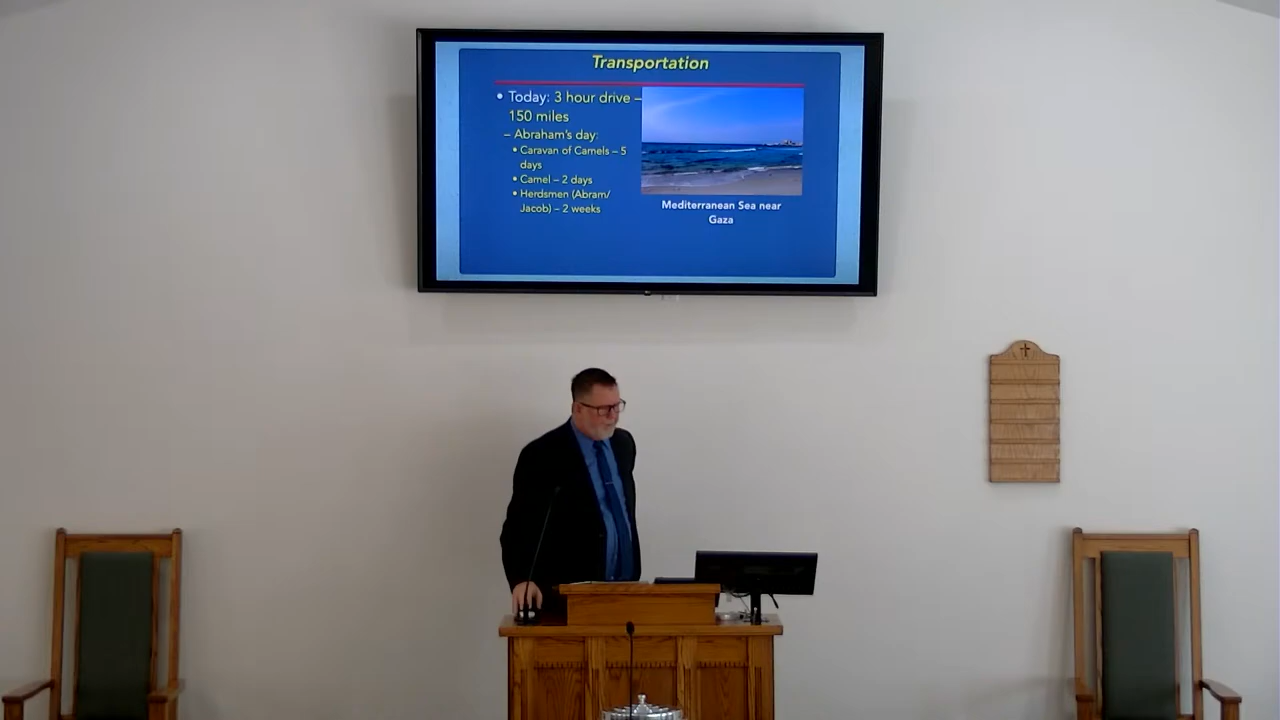 Transportation
• Today: 3 hour drive –
150 miles
– Abraham's day:
• Caravan of Camels – 5
days
• Camel – 2 days
• Herdsmen (Abram/
Jacob) – 2 weeks
Mediterranean Sea near
Gaza